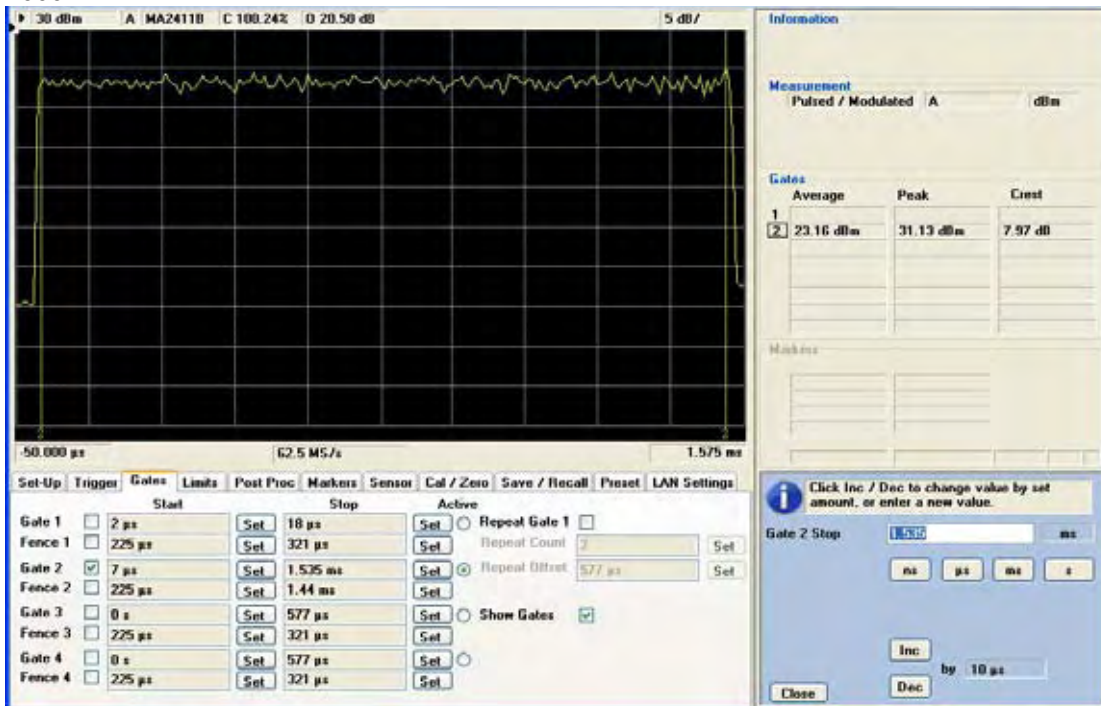 30 dBm A MA2411B C 100.24% O 20.50 dB 5 dB/
-50.000 µs 62.5 MS/s 1.575 ms
Set-Up Trigger Gates Limits Post Proc Markers Sensor Cal / Zero Save / Recall Preset LAN Settings
Start Stop Active
Gate 1 2 µs Set 18 µs Set Repeat Gate 1
Fence 1 225 µs Set 321 µs Set Repeat Count 2 Set
Gate 2 7 µs Set 1.535 ms Set Repeat Offset 577 µs Set
Fence 2 225 µs Set 1.44 ms Set
Gate 3 0 s Set 577 µs Set Show Gates
Fence 3 225 µs Set 321 µs Set
Gate 4 0 s Set 577 µs Set
Fence 4 225 µs Set 321 µs Set
Information
Measurement
Pulsed / Modulated A dBm
Gates
Average Peak Crest
1
2 23.16 dBm 31.13 dBm 7.97 dB
Markers
Click Inc / Dec to change value by set
amount, or enter a new value.
Gate 2 Stop 1.535 ms
ns µs ms s
Inc
by 10 µs
Dec
Close